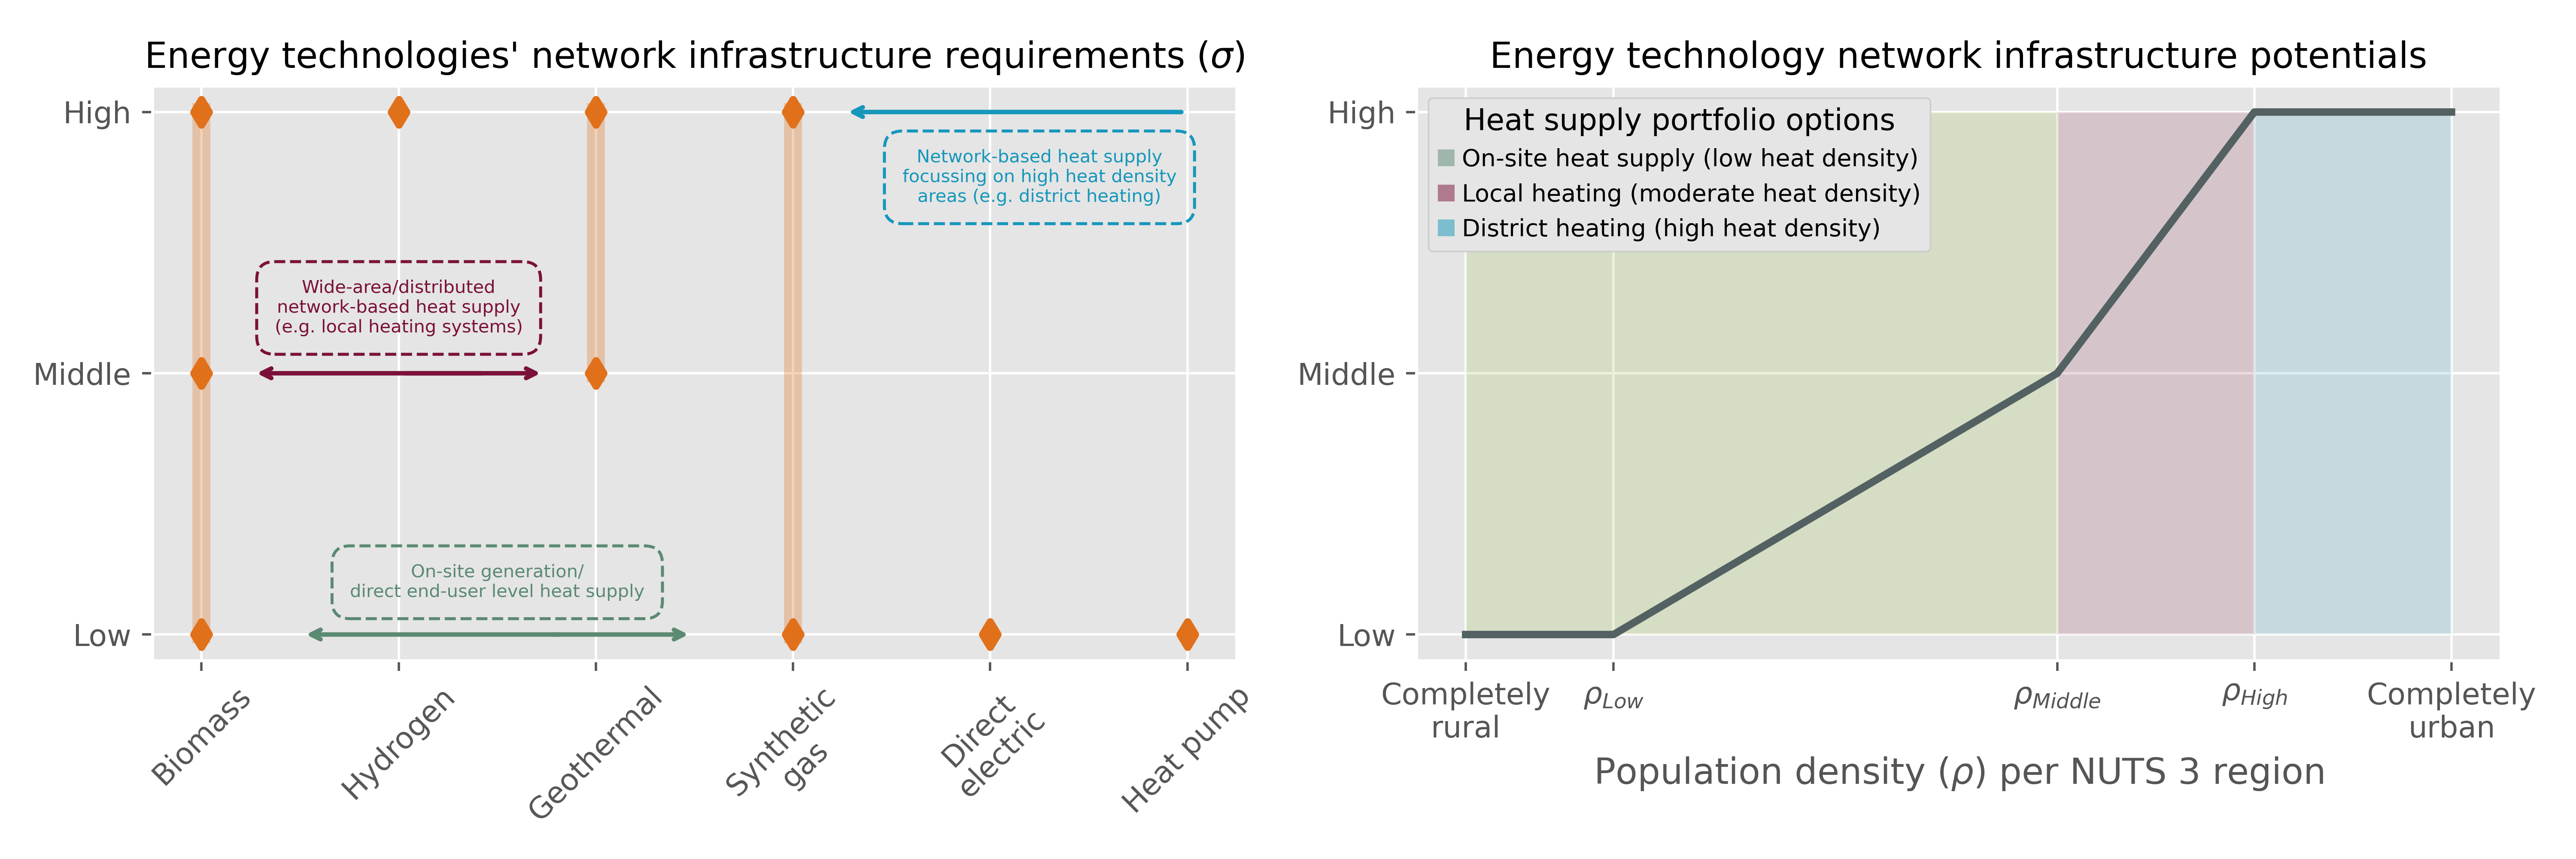 Energy technologies' network infrastructure requirements (σ)
High
Middle
Low
Network-based heat supply
focussing on high heat density
areas (e.g. district heating)
Wide-area/distributed
network-based heat supply
(e.g. local heating systems)
On-site generation/
direct end-user level heat supply
Biomass
Hydrogen
Geothermal
Synthetic
gas
Direct
electric
Heat pump
Energy technology network infrastructure potentials
High
Middle
Low
Heat supply portfolio options
On-site heat supply (low heat density)
Local heating (moderate heat density)
District heating (high heat density)
Completely
rural
ρLow
ρMiddle
ρHigh
Completely
urban
Population density (ρ) per NUTS 3 region